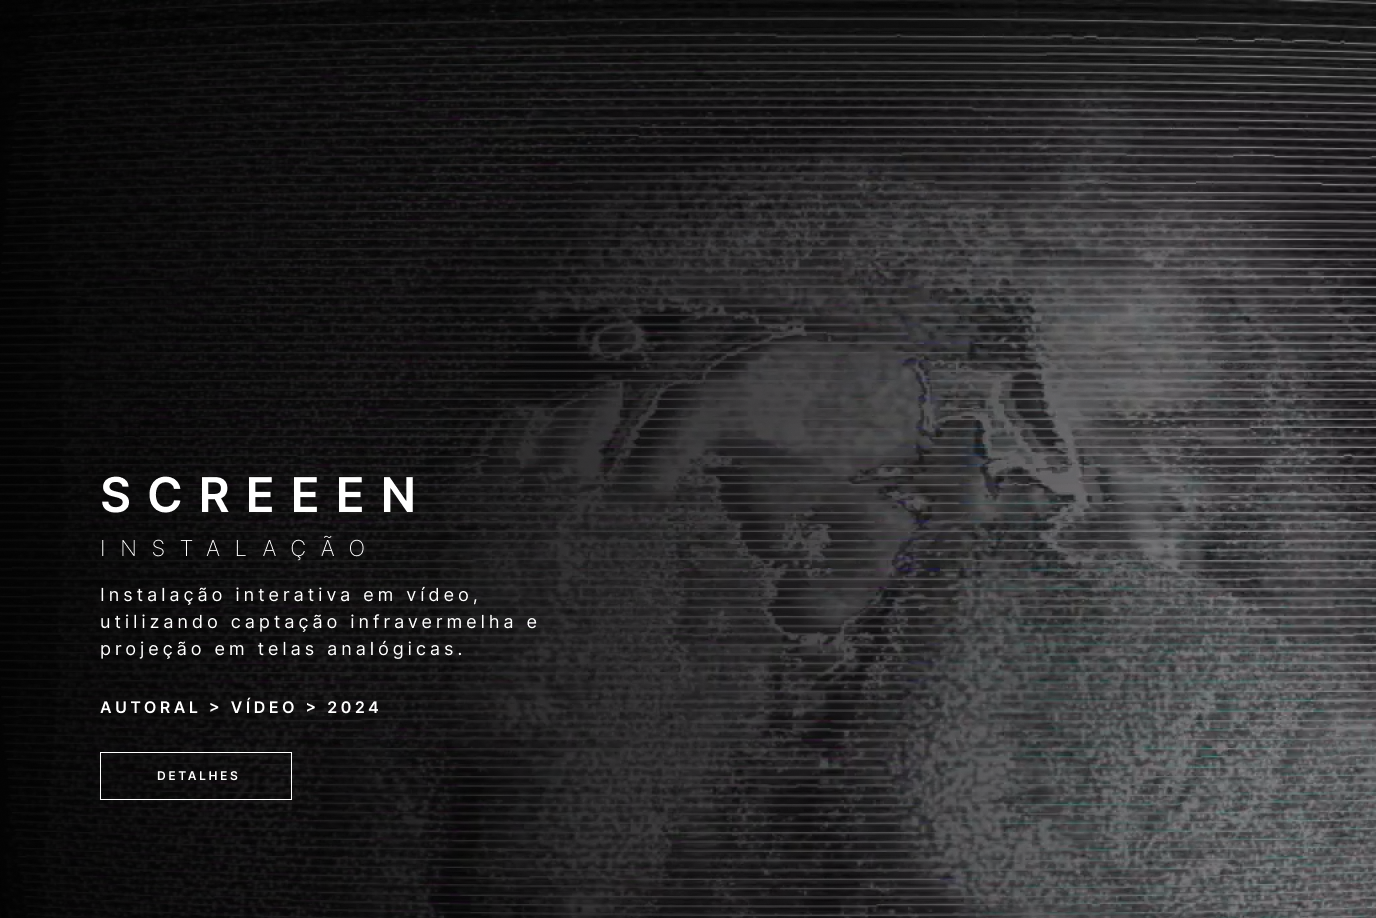 SCREEEN
INSTALAÇÃO
Instalação interativa em vídeo,
utilizando captação infravermelha e
projeção em telas analógicas.
AUTORAL > VÍDEO > 2024
DETALHES